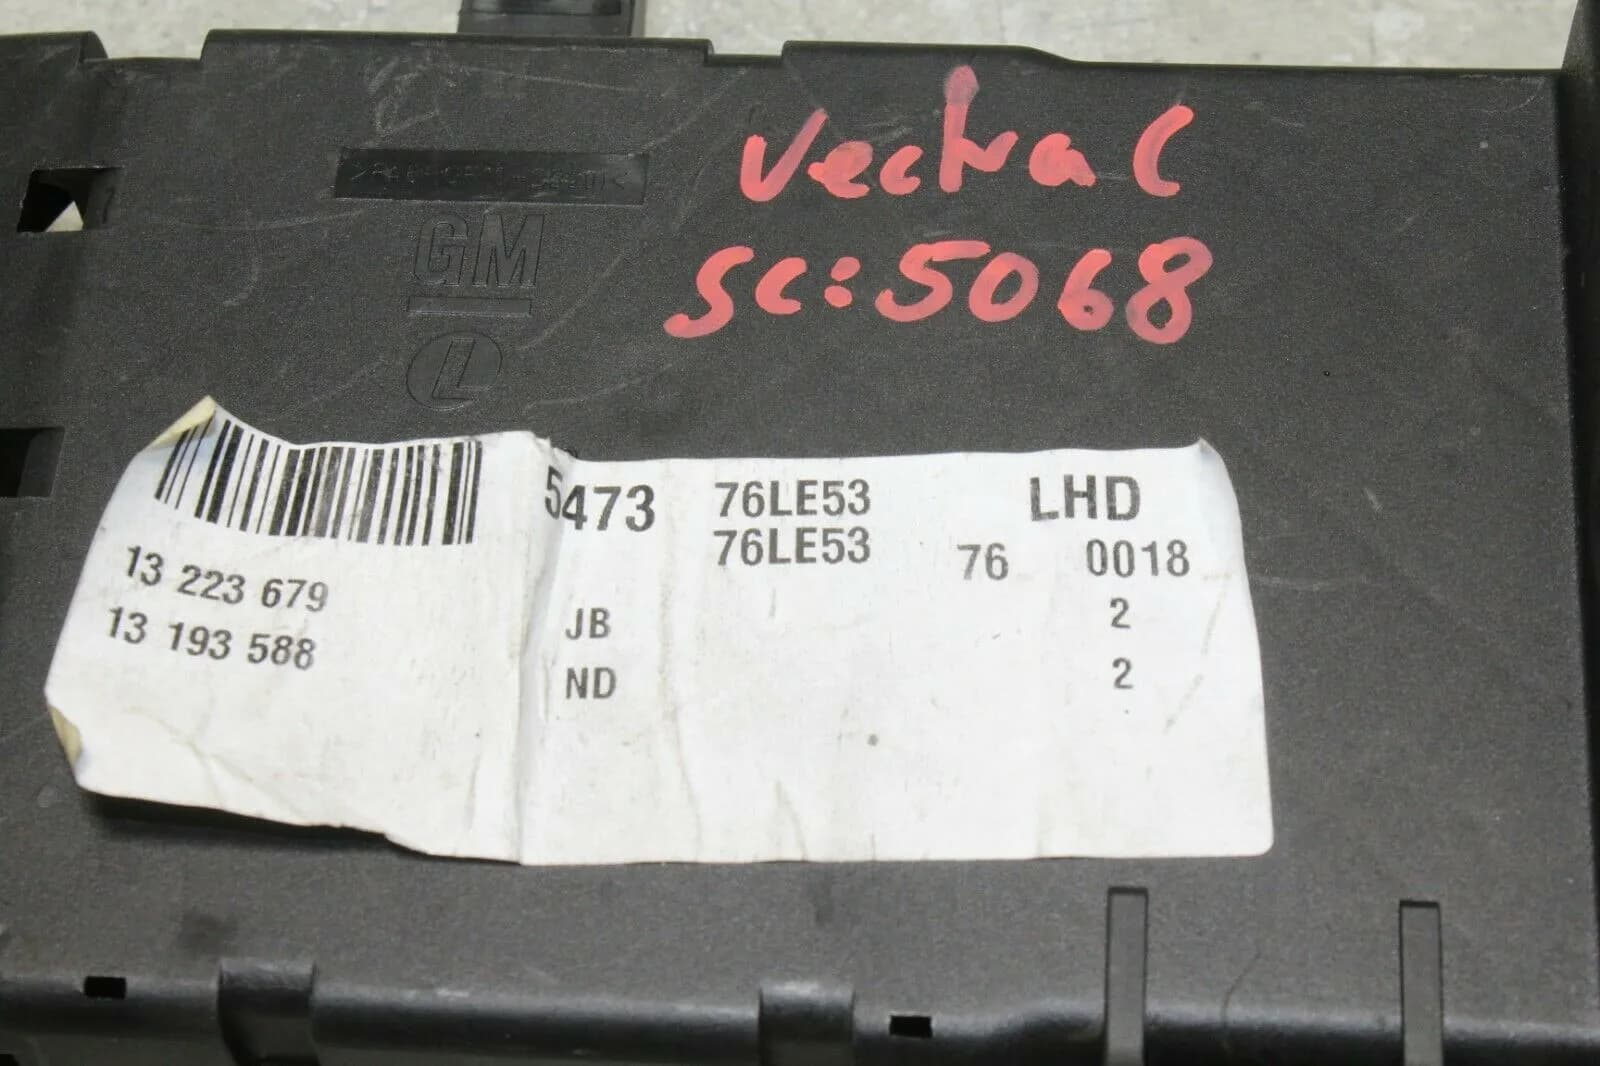 Vectra C
SC:5068
GM
L
5473 76LE53 LHD
76LE53 76 0018
13 223 679
13 193 588
JB 2
ND 2